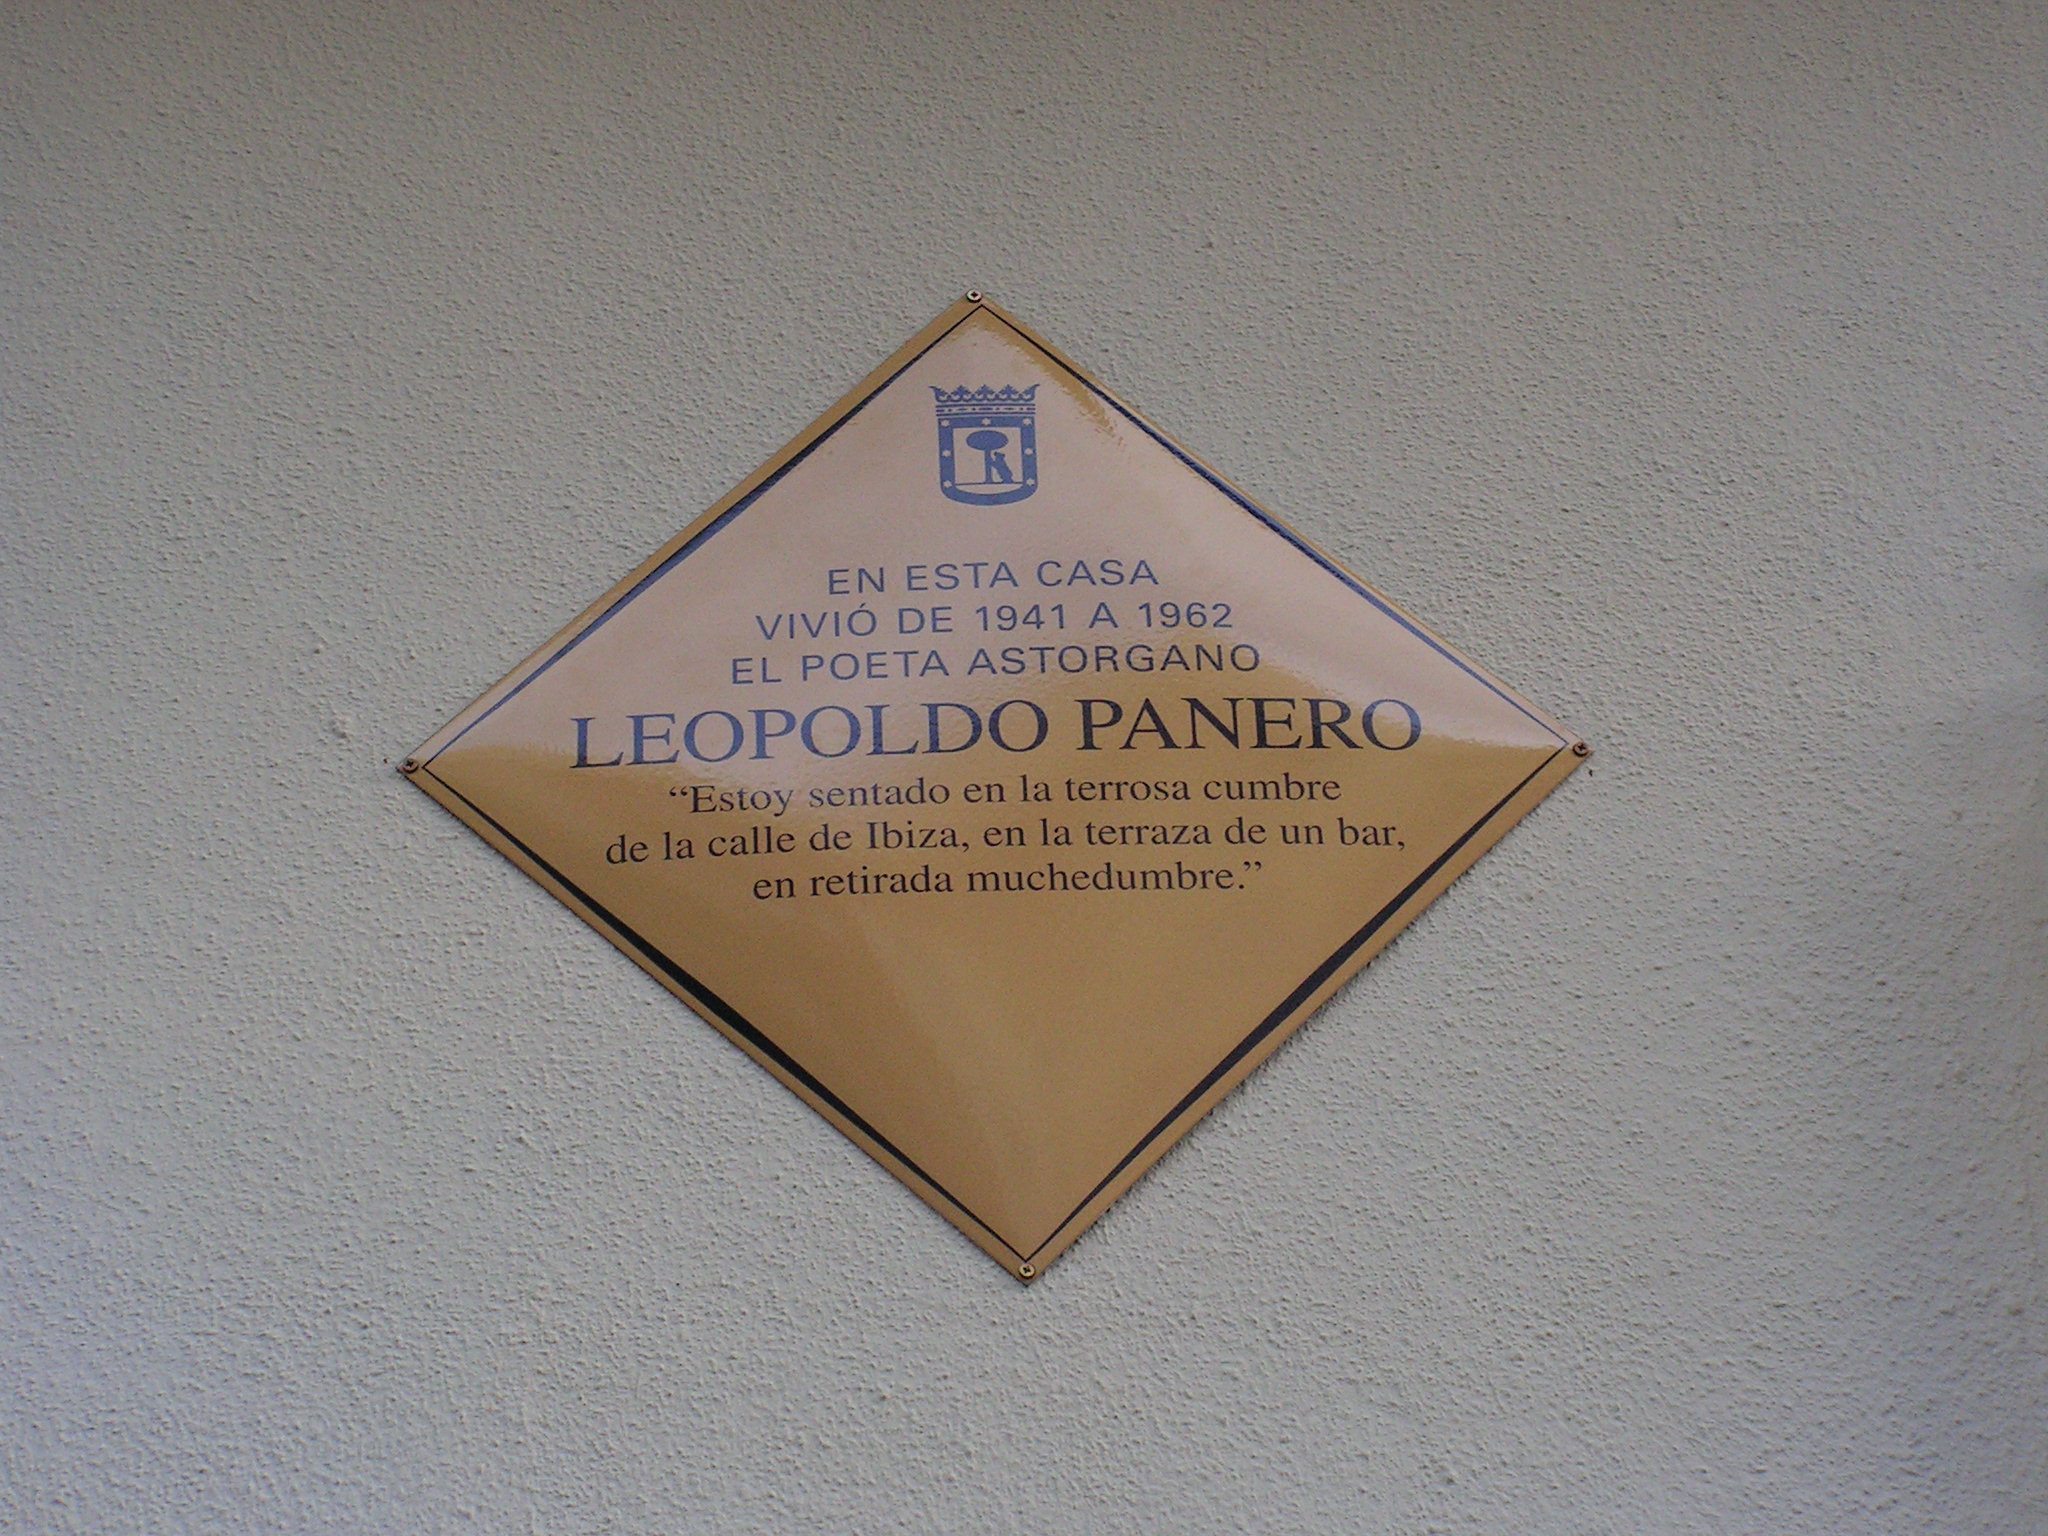 EN ESTA CASA
VIVIÓ DE 1941 A 1962
EL POETA ASTORGANO
LEOPOLDO PANERO
“Estoy sentado en la terrosa cumbre
de la calle de Ibiza, en la terraza de un bar,
en retirada muchedumbre.”